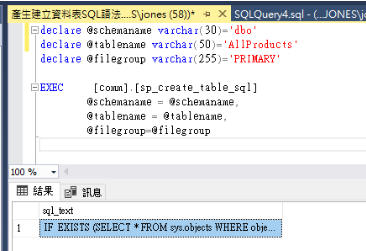 產生建立資料表SQL語法.....S\jones (58))*
SQLQuery4.sql - (...JONES\jon
declare @schemaname varchar(30)='dbo'
declare @tablename varchar(50)='AllProducts'
declare @filegroup varchar(255)='PRIMARY'
EXEC [comm].[sp_create_table_sql]
@schemaname = @schemaname,
@tablename = @tablename,
@filegroup=@filegroup
100 %
結果 訊息
sql_text
1 IF EXISTS (SELECT * FROM sys.objects WHERE obje...